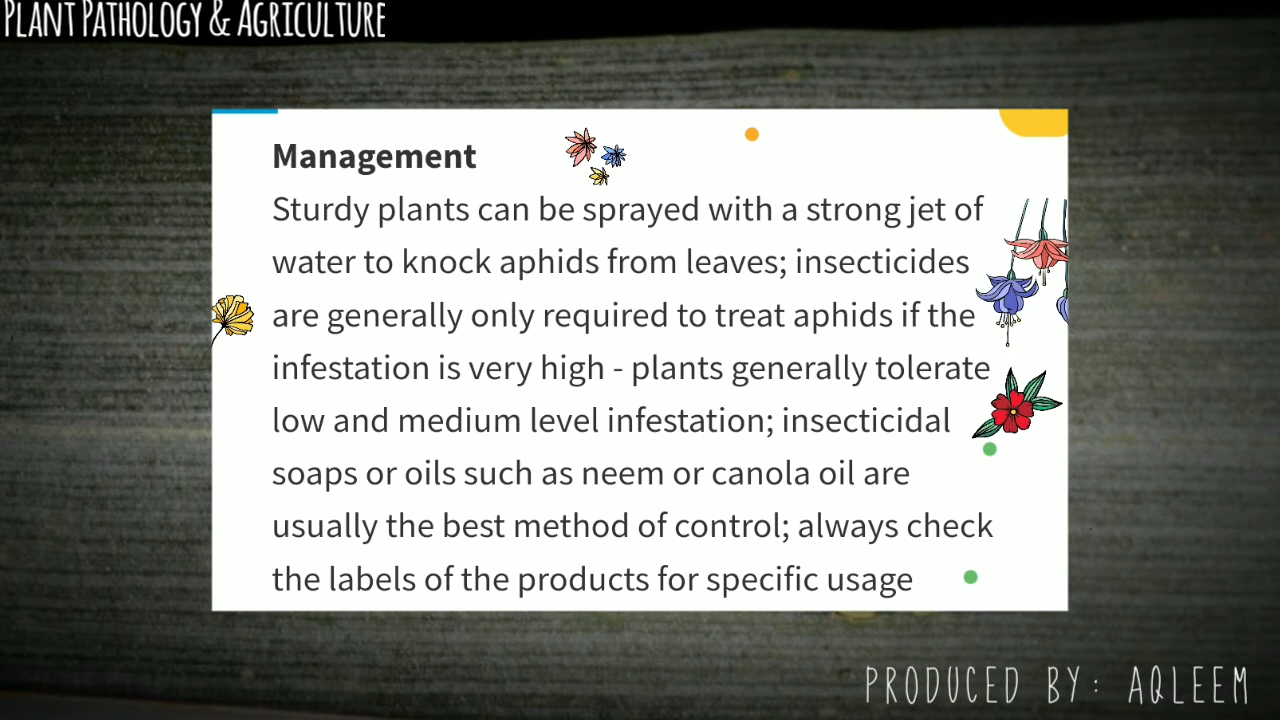 PLANT PATHOLOGY & AGRICULTURE
Management
Sturdy plants can be sprayed with a strong jet of
water to knock aphids from leaves; insecticides
are generally only required to treat aphids if the
infestation is very high - plants generally tolerate
low and medium level infestation; insecticidal
soaps or oils such as neem or canola oil are
usually the best method of control; always check
the labels of the products for specific usage
PRODUCED BY: AQLEEM